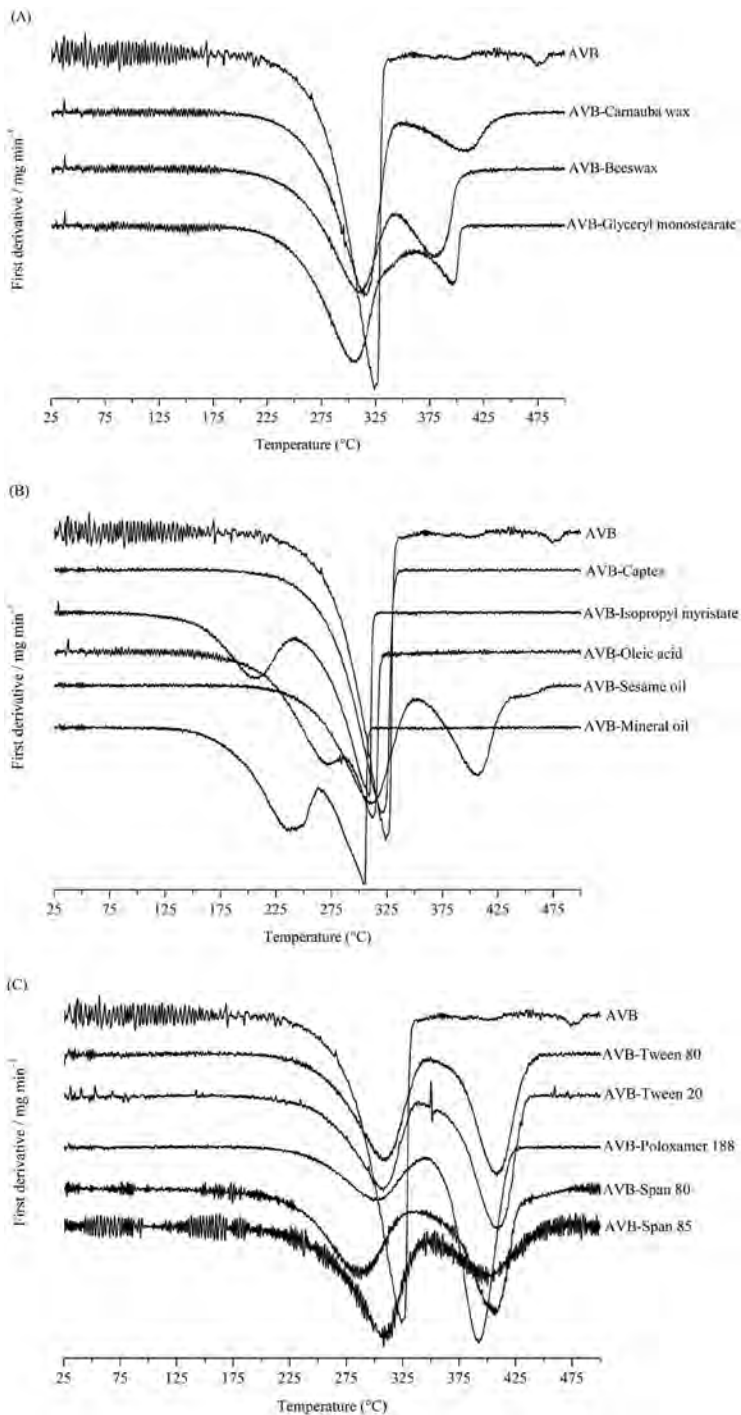 (A)
First derivative / mg min⁻¹
AVB
AVB-Carnauba wax
AVB-Beeswax
AVB-Glyceryl monostearate
25 75 125 175 225 275 325 375 425 475
Temperature (°C)
(B)
First derivative / mg min⁻¹
AVB
AVB-Captex
AVB-Isopropyl myristate
AVB-Oleic acid
AVB-Sesame oil
AVB-Mineral oil
25 75 125 175 225 275 325 375 425 475
Temperature (°C)
(C)
First derivative / mg min⁻¹
AVB
AVB-Tween 80
AVB-Tween 20
AVB-Poloxamer 188
AVB-Span 80
AVB-Span 85
25 75 125 175 225 275 325 375 425 475
Temperature (°C)